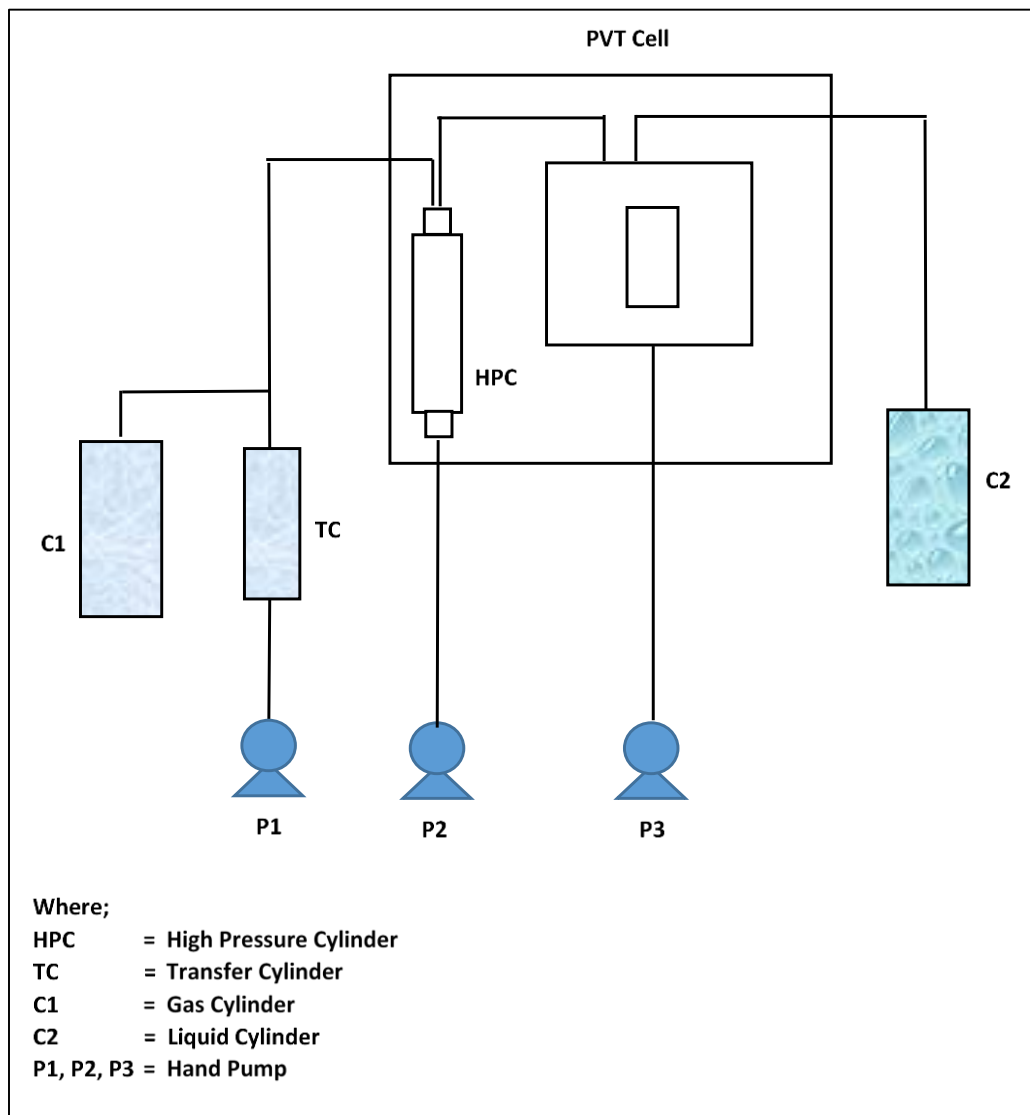 PVT Cell
HPC
C2
C1
TC
P1
P2
P3
Where;
HPC = High Pressure Cylinder
TC = Transfer Cylinder
C1 = Gas Cylinder
C2 = Liquid Cylinder
P1, P2, P3 = Hand Pump